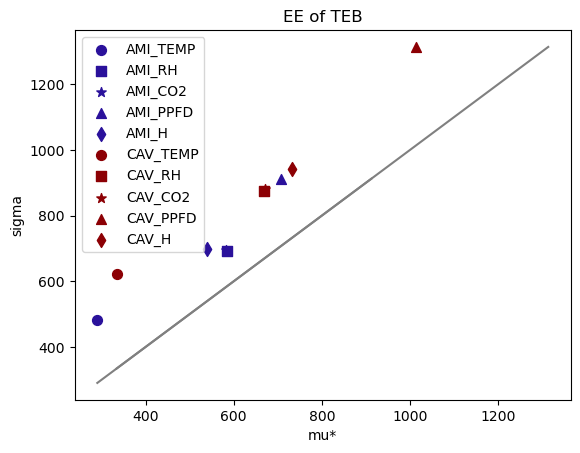 EE of TEB
AMI_TEMP
AMI_RH
AMI_CO2
AMI_PPFD
AMI_H
CAV_TEMP
CAV_RH
CAV_CO2
CAV_PPFD
CAV_H
1200
1000
800
600
400
sigma
400 600 800 1000 1200
mu*